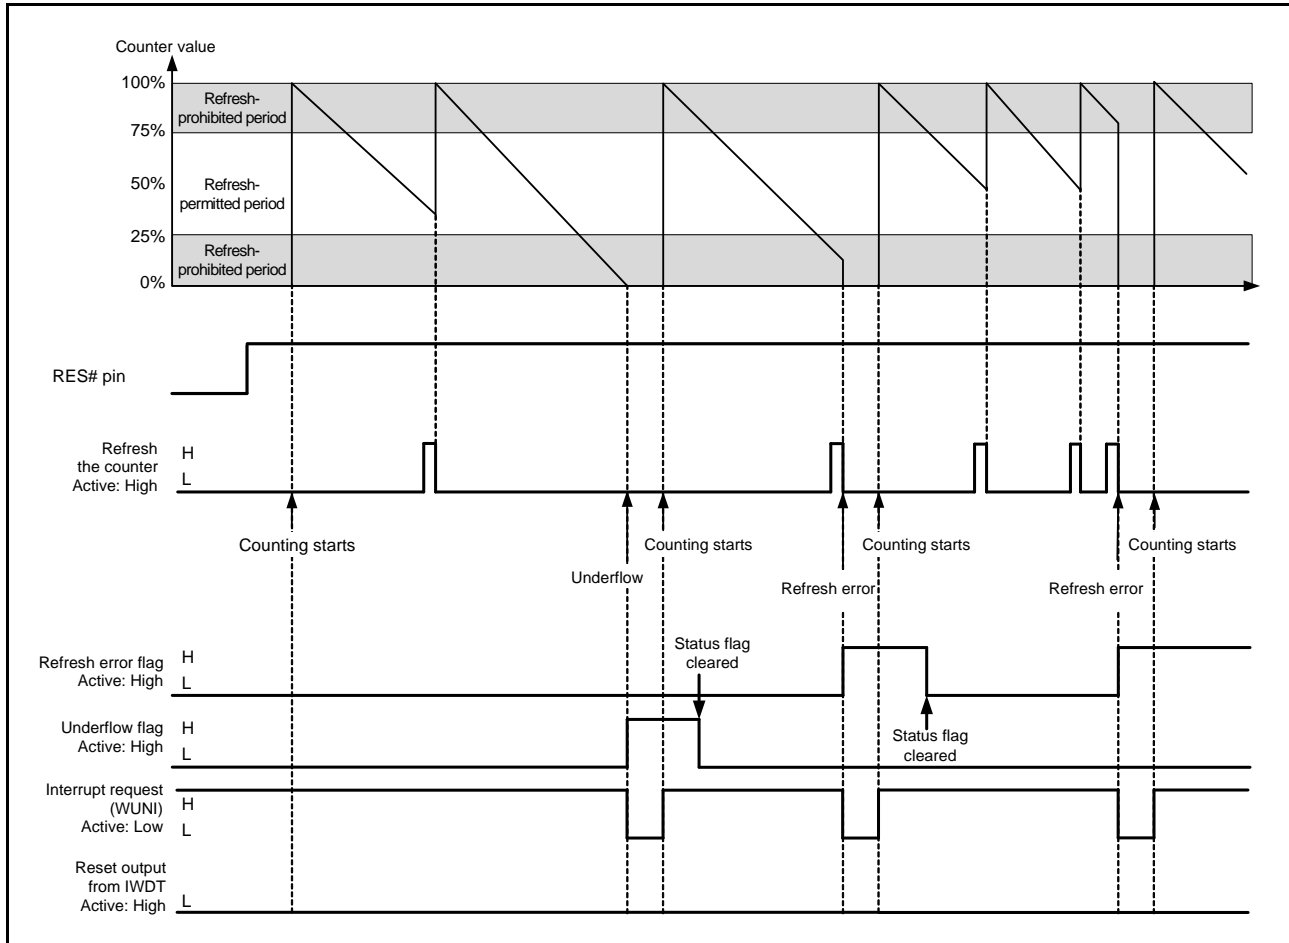 Counter value
100%
Refresh-
prohibited period
75%
50%
Refresh-
permitted period
25%
Refresh-
prohibited period
0%
RES# pin
Refresh
the counter
Active: High
H
L
Counting starts
Underflow
Counting starts
Refresh error
Counting starts
Refresh error
Counting starts
Refresh error flag
Active: High
H
L
Status flag
cleared
Status flag
cleared
Underflow flag
Active: High
H
L
Interrupt request
(WUNI)
Active: Low
H
L
Reset output
from IWDT
Active: High
L